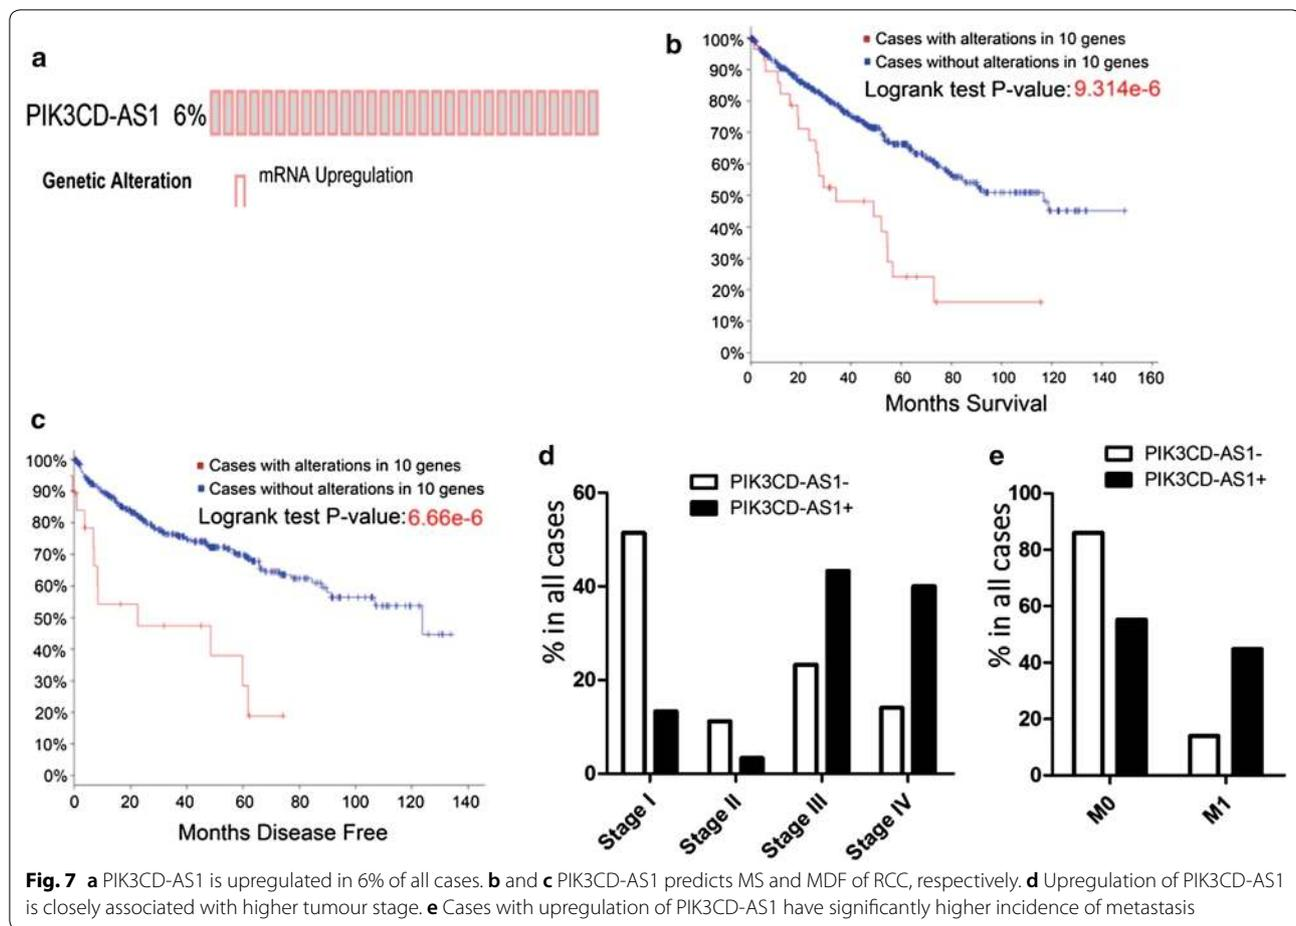 a
PIK3CD-AS1 6%
Genetic Alteration
mRNA Upregulation
b
100%
90%
80%
70%
60%
50%
40%
30%
20%
10%
0%
Cases with alterations in 10 genes
Cases without alterations in 10 genes
Logrank test P-value: 9.314e-6
0 20 40 60 80 100 120 140 160
Months Survival
c
100%
90%
80%
70%
60%
50%
40%
30%
20%
10%
0%
Cases with alterations in 10 genes
Cases without alterations in 10 genes
Logrank test P-value: 6.66e-6
0 20 40 60 80 100 120 140
Months Disease Free
d
PIK3CD-AS1-
PIK3CD-AS1+
% in all cases
60
40
20
0
Stage I
Stage II
Stage III
Stage IV
e
PIK3CD-AS1-
PIK3CD-AS1+
% in all cases
100
80
60
40
20
0
M0
M1
Fig. 7 a PIK3CD-AS1 is upregulated in 6% of all cases. b and c PIK3CD-AS1 predicts MS and MDF of RCC, respectively. d Upregulation of PIK3CD-AS1
is closely associated with higher tumour stage. e Cases with upregulation of PIK3CD-AS1 have significantly higher incidence of metastasis